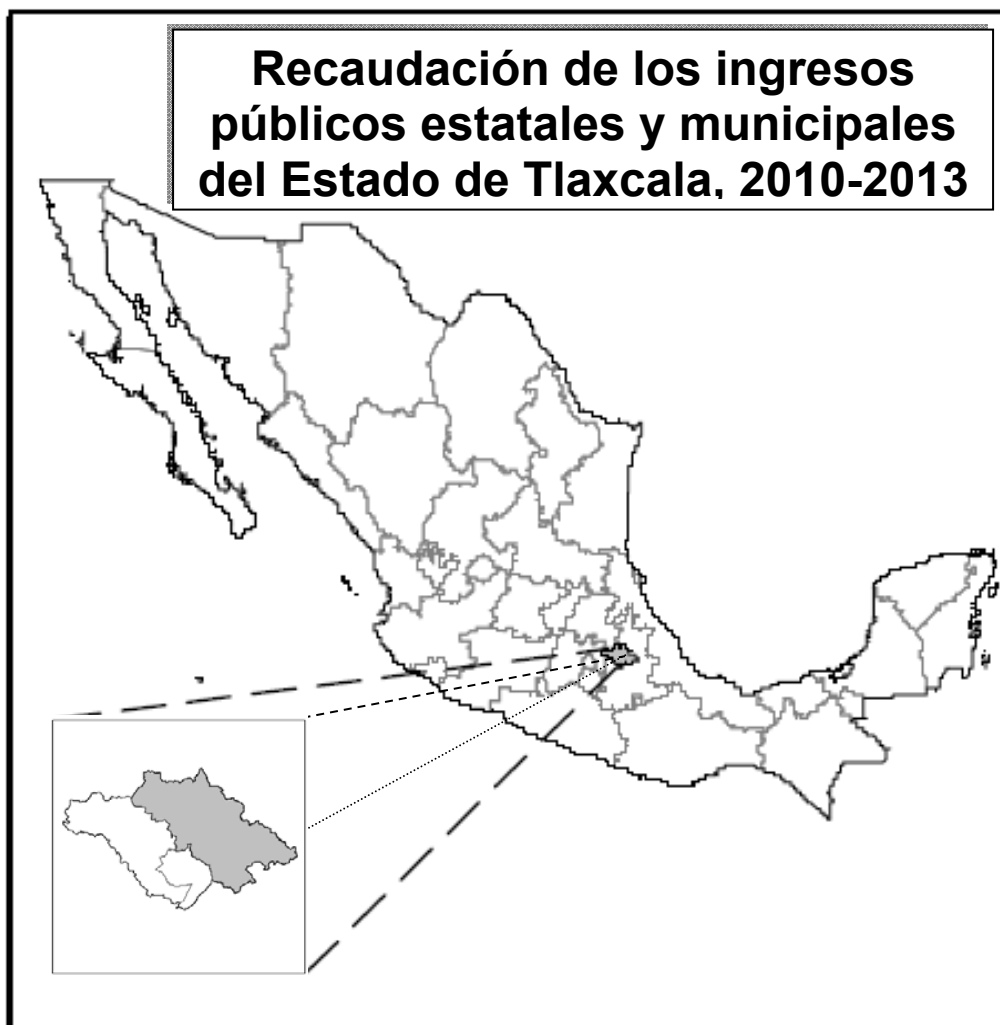 Recaudación de los ingresos
públicos estatales y municipales
del Estado de Tlaxcala, 2010-2013